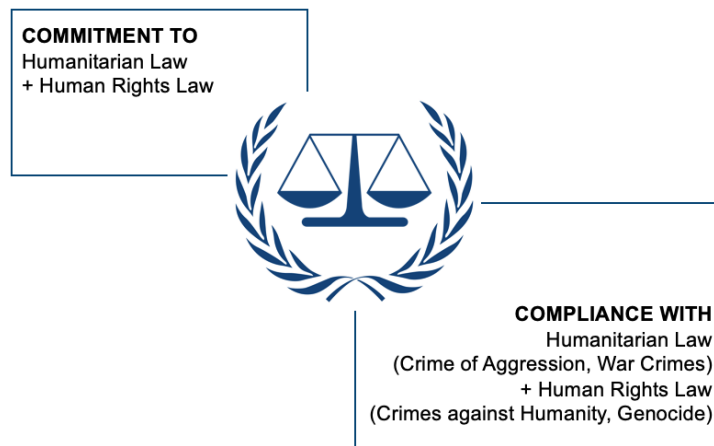 COMMITMENT TO
Humanitarian Law
+ Human Rights Law
COMPLIANCE WITH
Humanitarian Law
(Crime of Aggression, War Crimes)
+ Human Rights Law
(Crimes against Humanity, Genocide)